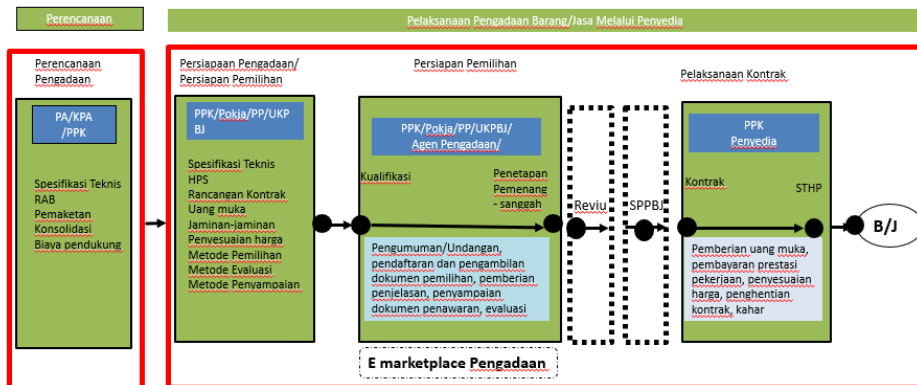 Perencanaan
Pelaksanaan Pengadaan Barang/Jasa Melalui Penyedia
Perencanaan
Pengadaan
PA/KPA
/PPK
Spesifikasi Teknis
RAB
Pemaketan
Konsolidasi
Biaya pendukung
Persiapaan Pengadaan/
Persiapan Pemilihan
PPK/Pokja/PP/UKP
BJ
Spesifikasi Teknis
HPS
Rancangan Kontrak
Uang muka
Jaminan-jaminan
Penyesuaian harga
Metode Pemilihan
Metode Evaluasi
Metode Penyampaian
Persiapan Pemilihan
PPK/Pokja/PP/UKPBJ/
Agen Pengadaan/
Kualifikasi
Penetapan
Pemenang
- sanggah
Pengumuman/Undangan,
pendaftaran dan pengambilan
dokumen pemilihan, pemberian
penjelasan, penyampaian
dokumen penawaran, evaluasi
E marketplace Pengadaan
Reviu
SPPBJ
Pelaksanaan Kontrak
PPK
Penyedia
Kontrak
STHP
Pemberian uang muka,
pembayaran prestasi
pekerjaan, penyesuaian
harga, penghentian
kontrak, kahar
B/J